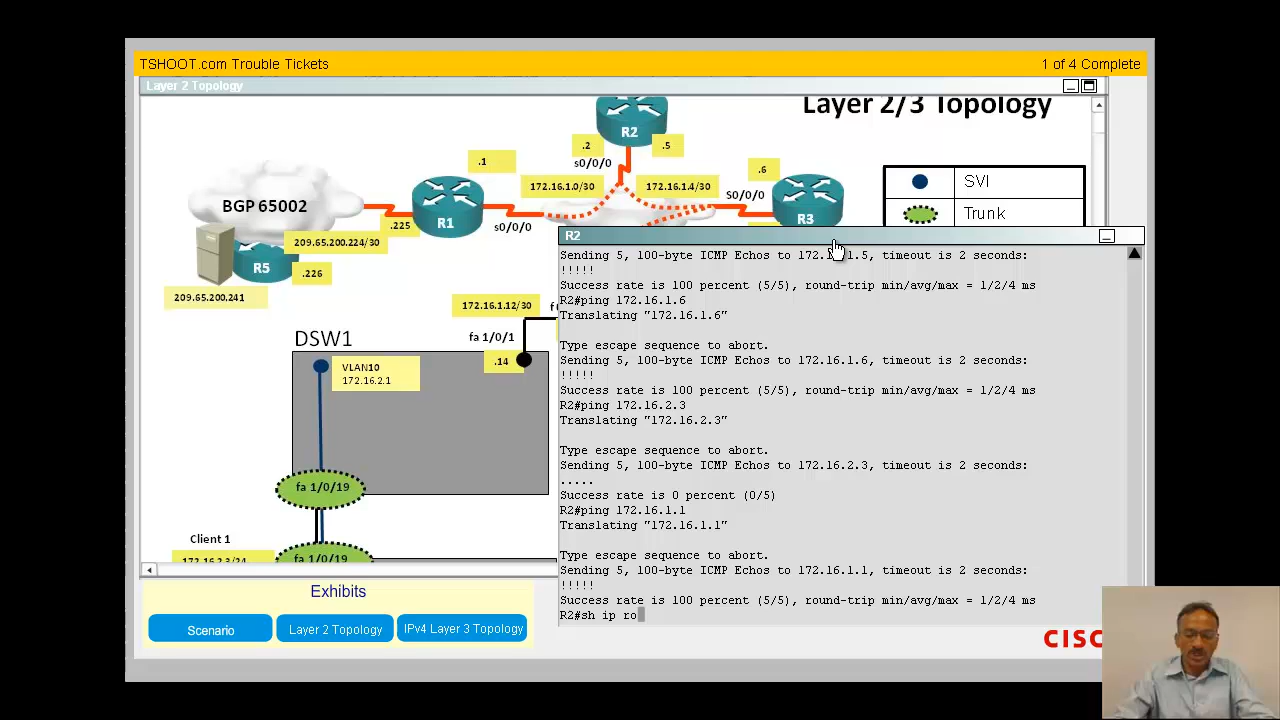 TSHOOT.com Trouble Tickets
1 of 4 Complete
Layer 2 Topology
Layer 2/3 Topology
R2
.2
.5
s0/0/0
.1
.6
172.16.1.0/30
172.16.1.4/30
S0/0/0
SVI
BGP 65002
R1
s0/0/0
R3
Trunk
.225
209.65.200.224/30
R5
.226
209.65.200.241
172.16.1.12/30
DSW1
fa 1/0/1
.14
VLAN10
172.16.2.1
fa 1/0/19
Client 1
172.16.2.3/24
fa 1/0/19
R2
Sending 5, 100-byte ICMP Echos to 172.16.1.5, timeout is 2 seconds:
!!!!!
Success rate is 100 percent (5/5), round-trip min/avg/max = 1/2/4 ms
R2#ping 172.16.1.6
Translating "172.16.1.6"
Type escape sequence to abort.
Sending 5, 100-byte ICMP Echos to 172.16.1.6, timeout is 2 seconds:
!!!!!
Success rate is 100 percent (5/5), round-trip min/avg/max = 1/2/4 ms
R2#ping 172.16.2.3
Translating "172.16.2.3"
Type escape sequence to abort.
Sending 5, 100-byte ICMP Echos to 172.16.2.3, timeout is 2 seconds:
.....
Success rate is 0 percent (0/5)
R2#ping 172.16.1.1
Translating "172.16.1.1"
Type escape sequence to abort.
Sending 5, 100-byte ICMP Echos to 172.16.1.1, timeout is 2 seconds:
!!!!!
Success rate is 100 percent (5/5), round-trip min/avg/max = 1/2/4 ms
R2#sh ip ro
Exhibits
Scenario
Layer 2 Topology
IPv4 Layer 3 Topology
CISC